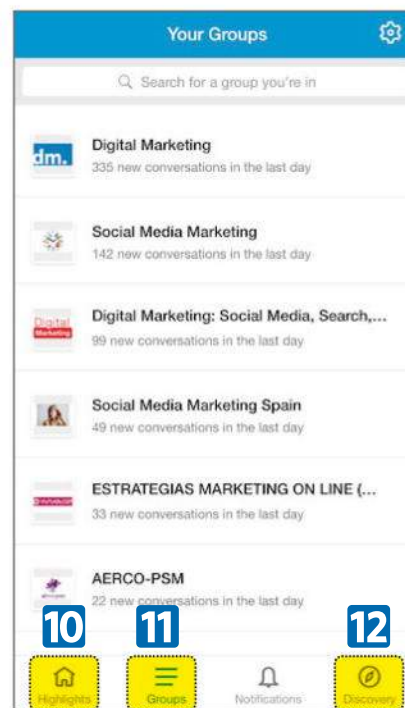 Your Groups
Search for a group you're in
dm.
Digital Marketing
335 new conversations in the last day
Social Media Marketing
142 new conversations in the last day
Digital
Marketing
Digital Marketing: Social Media, Search,...
99 new conversations in the last day
Social Media Marketing Spain
49 new conversations in the last day
ESTRATEGIAS MARKETING ON LINE (...
33 new conversations in the last day
AERCO-PSM
22 new conversations in the last day
10
11
12
Highlights
Groups
Notifications
Discovery